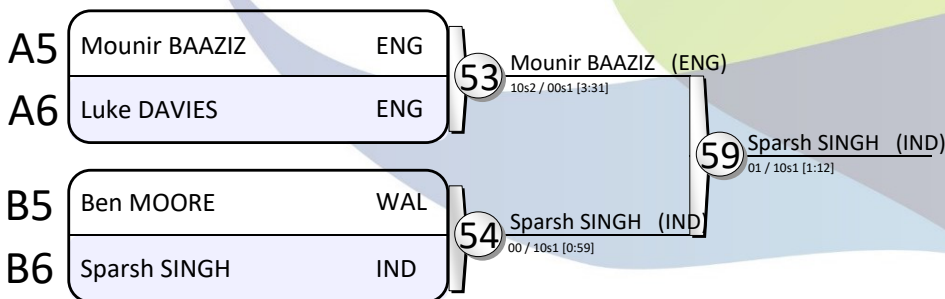 A5 Mounir BAAZIZ ENG
A6 Luke DAVIES ENG
53 Mounir BAAZIZ (ENG)
10s2 / 00s1 [3:31]
59 Sparsh SINGH (IND)
01 / 10s1 [1:12]
B5 Ben MOORE WAL
B6 Sparsh SINGH IND
54 Sparsh SINGH (IND)
00 / 10s1 [0:59]